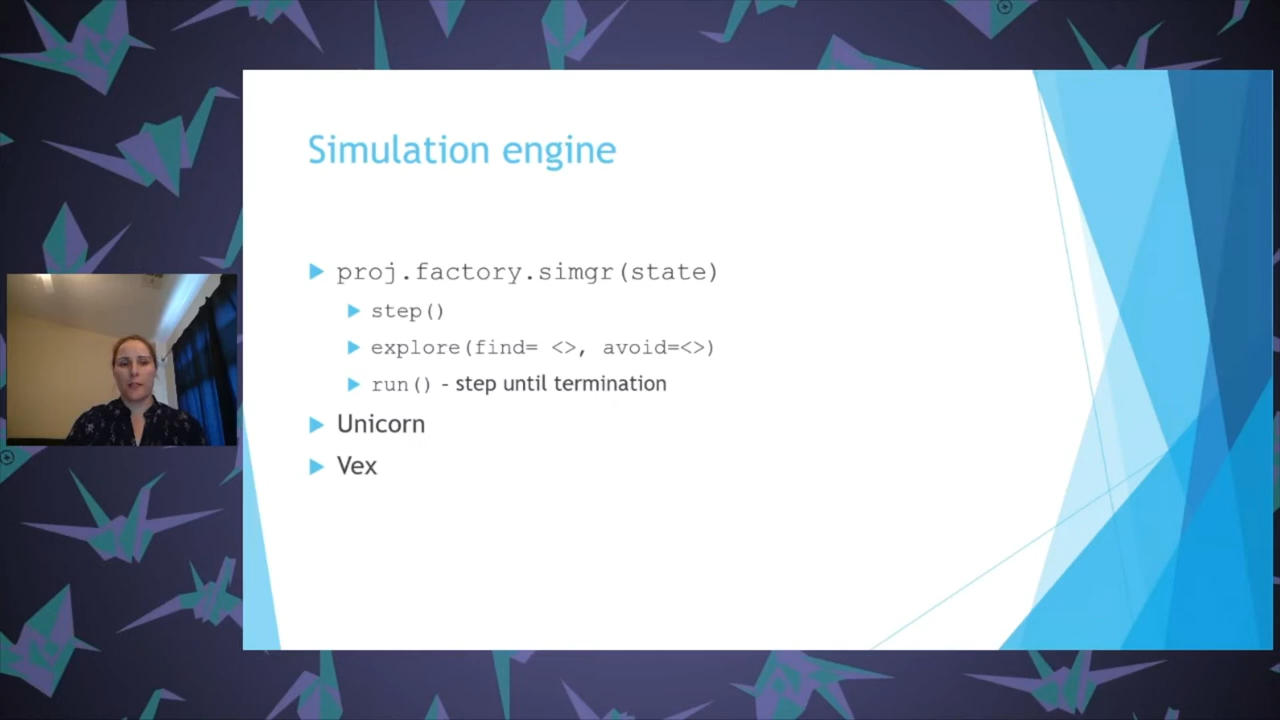 Simulation engine
proj.factory.simgr(state)
step()
explore(find= <>, avoid=<>)
run() - step until termination
Unicorn
Vex